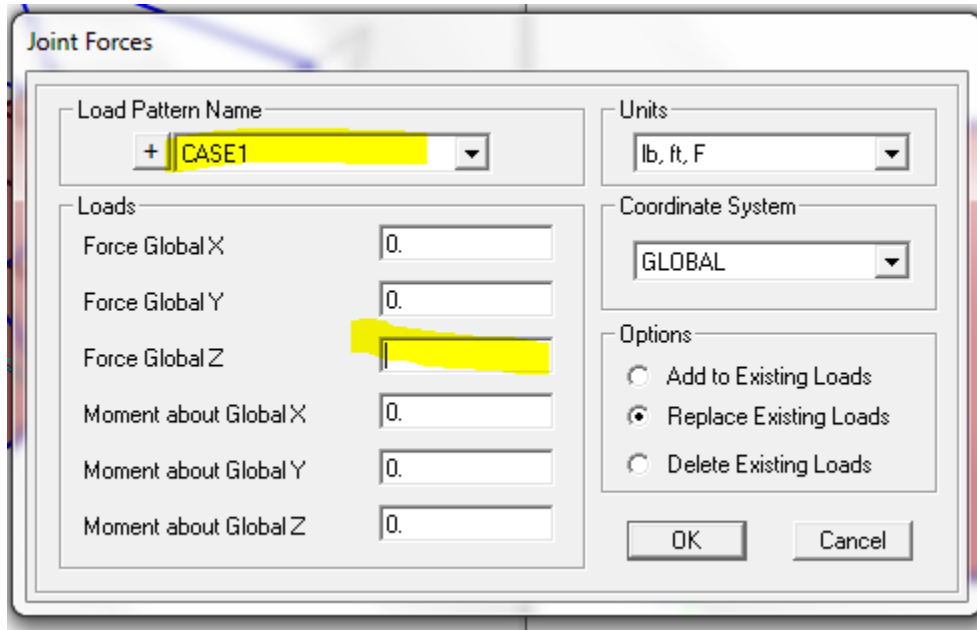 Joint Forces
Load Pattern Name
+ CASE1
Units
lb, ft, F
Loads
Force Global X 0.
Force Global Y 0.
Force Global Z
Moment about Global X 0.
Moment about Global Y 0.
Moment about Global Z 0.
Coordinate System
GLOBAL
Options
Add to Existing Loads
Replace Existing Loads
Delete Existing Loads
OK Cancel